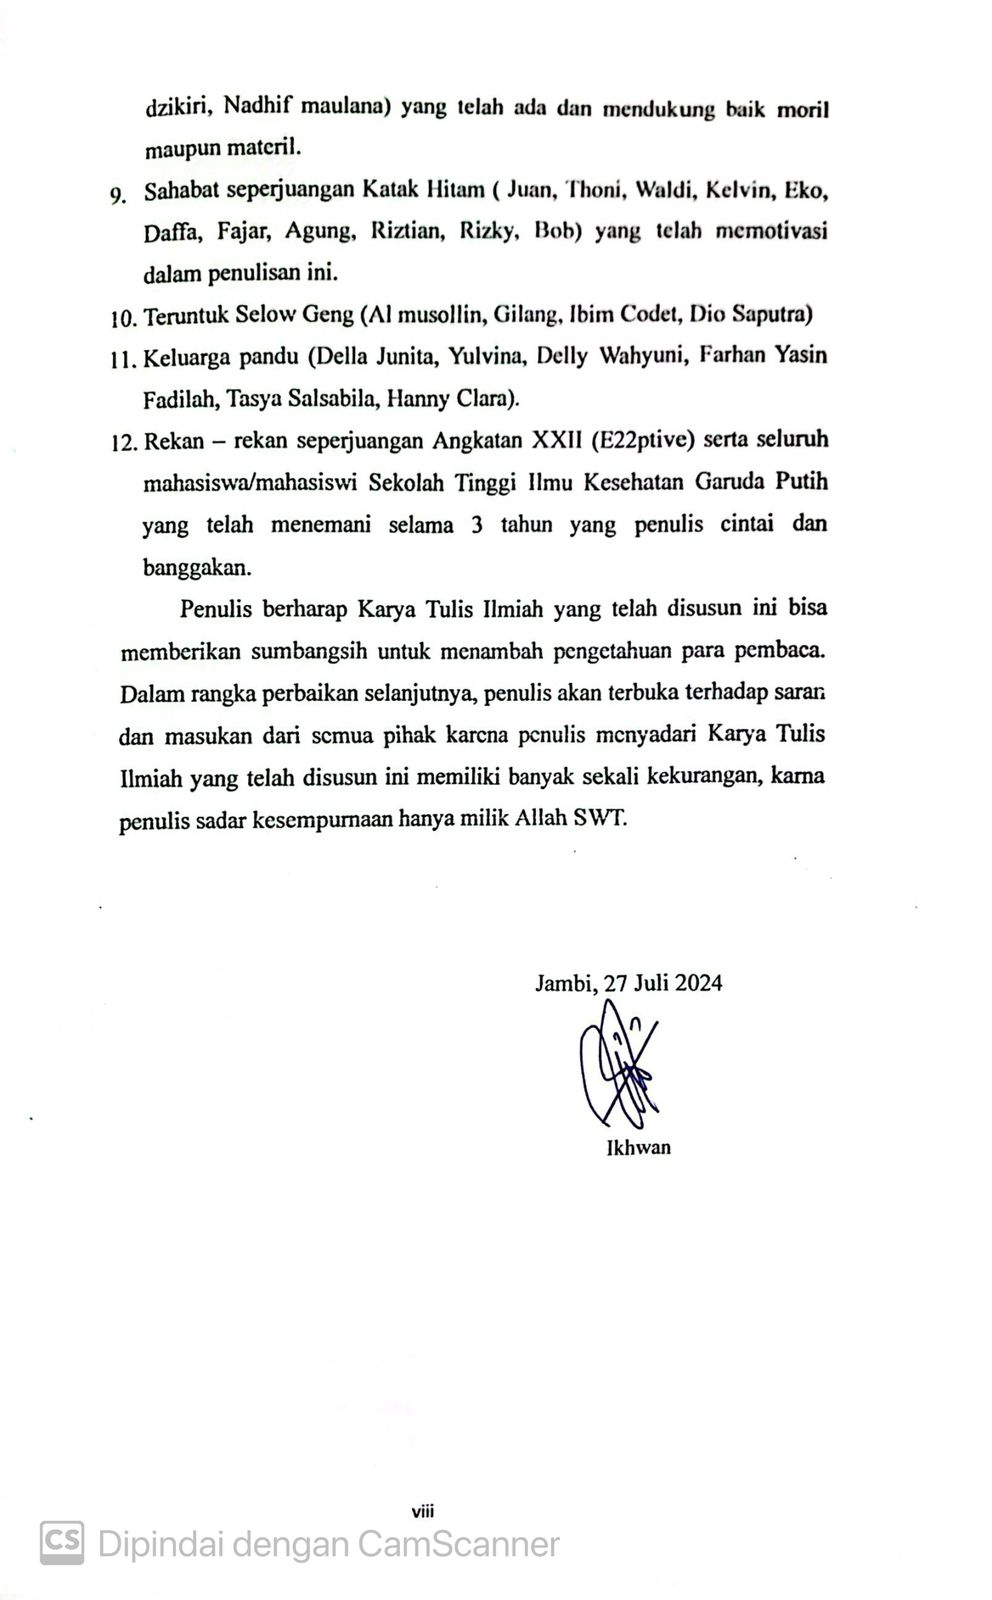 dzikiri, Nadhif maulana) yang telah ada dan mendukung baik moril
maupun materil.
9. Sahabat seperjuangan Katak Hitam ( Juan, Thoni, Waldi, Kelvin, Eko,
Daffa, Fajar, Agung, Riztian, Rizky, Bob) yang telah memotivasi
dalam penulisan ini.
10. Teruntuk Selow Geng (Al musollin, Gilang, Ibim Codet, Dio Saputra)
11. Keluarga pandu (Della Junita, Yulvina, Delly Wahyuni, Farhan Yasin
Fadilah, Tasya Salsabila, Hanny Clara).
12. Rekan – rekan seperjuangan Angkatan XXII (E22ptive) serta seluruh
mahasiswa/mahasiswi Sekolah Tinggi Ilmu Kesehatan Garuda Putih
yang telah menemani selama 3 tahun yang penulis cintai dan
banggakan.
Penulis berharap Karya Tulis Ilmiah yang telah disusun ini bisa
memberikan sumbangsih untuk menambah pengetahuan para pembaca.
Dalam rangka perbaikan selanjutnya, penulis akan terbuka terhadap saran
dan masukan dari semua pihak karena penulis menyadari Karya Tulis
Ilmiah yang telah disusun ini memiliki banyak sekali kekurangan, karna
penulis sadar kesempurnaan hanya milik Allah SWT.
Jambi, 27 Juli 2024
Ikhwan
viii
CS Dipindai dengan CamScanner